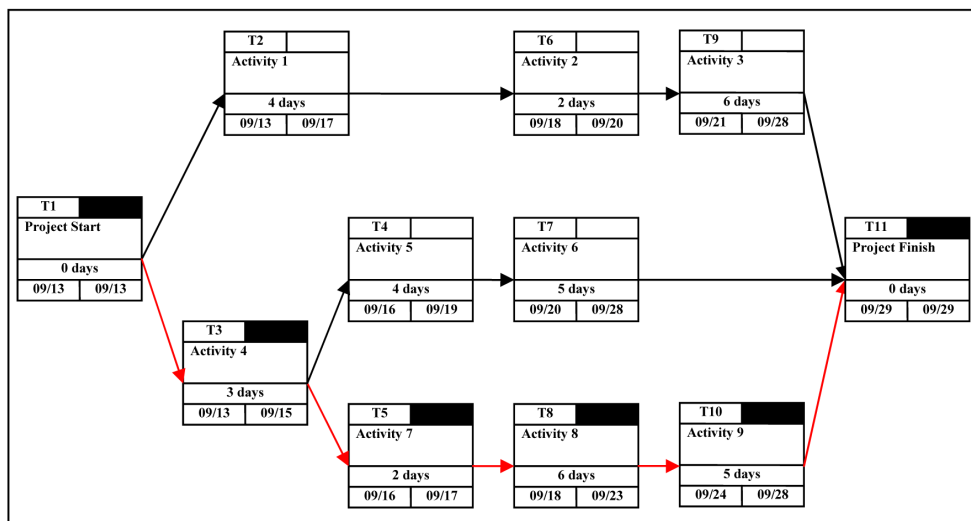 T2
Activity 1
4 days
09/13 09/17
T6
Activity 2
2 days
09/18 09/20
T9
Activity 3
6 days
09/21 09/28
T1
Project Start
0 days
09/13 09/13
T4
Activity 5
4 days
09/16 09/19
T7
Activity 6
5 days
09/20 09/28
T11
Project Finish
0 days
09/29 09/29
T3
Activity 4
3 days
09/13 09/15
T5
Activity 7
2 days
09/16 09/17
T8
Activity 8
6 days
09/18 09/23
T10
Activity 9
5 days
09/24 09/28